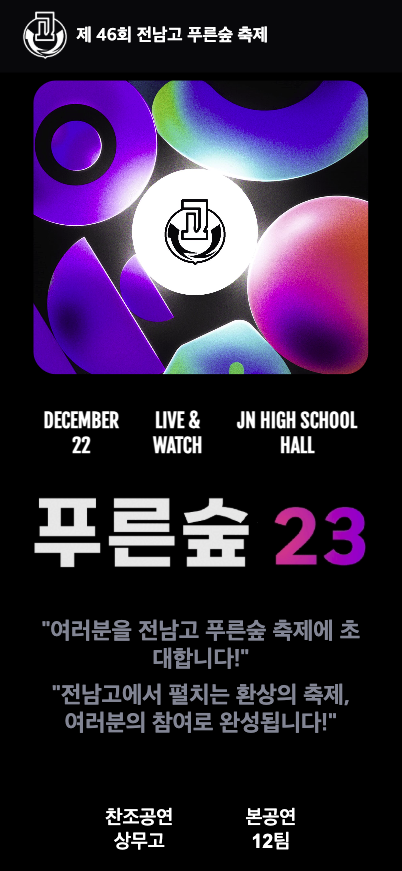 제 46회 전남고 푸른숲 축제
DECEMBER
22
LIVE &
WATCH
JN HIGH SCHOOL
HALL
푸른숲 23
"여러분을 전남고 푸른숲 축제에 초
대합니다!"
"전남고에서 펼치는 환상의 축제,
여러분의 참여로 완성됩니다!"
찬조공연
상무고
본공연
12팀